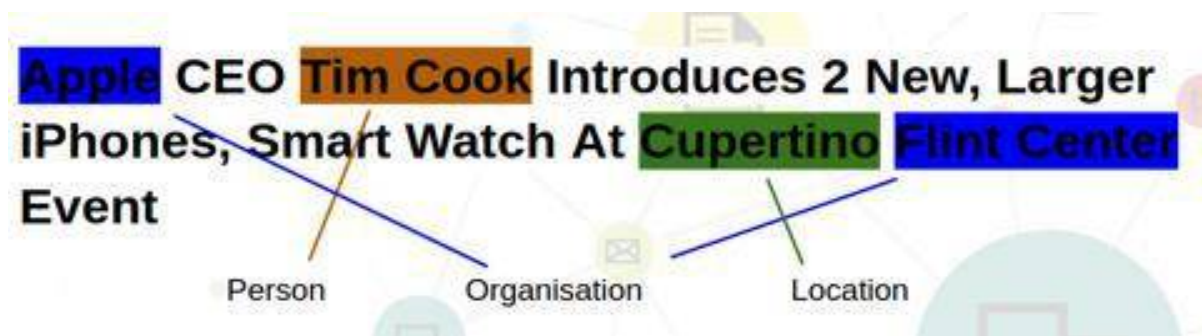 Apple CEO Tim Cook Introduces 2 New, Larger
iPhones, Smart Watch At Cupertino Flint Center
Event
Person Organisation Location